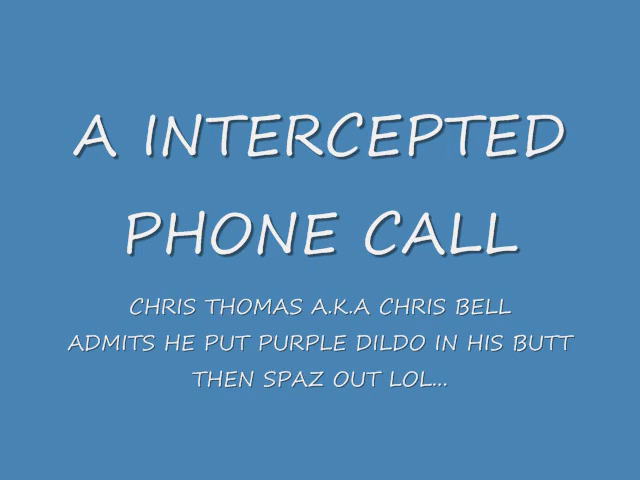 A INTERCEPTED
PHONE CALL
CHRIS THOMAS A.K.A CHRIS BELL
ADMITS HE PUT PURPLE DILDO IN HIS BUTT
THEN SPAZ OUT LOL...